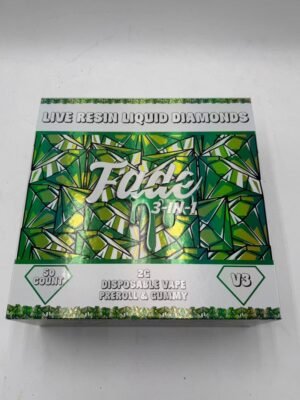 LIVE RESIN LIQUID DIAMONDS
Fade
3-IN-1
50
COUNT
2G
DISPOSABLE VAPE
PREROLL & GUMMY
V3